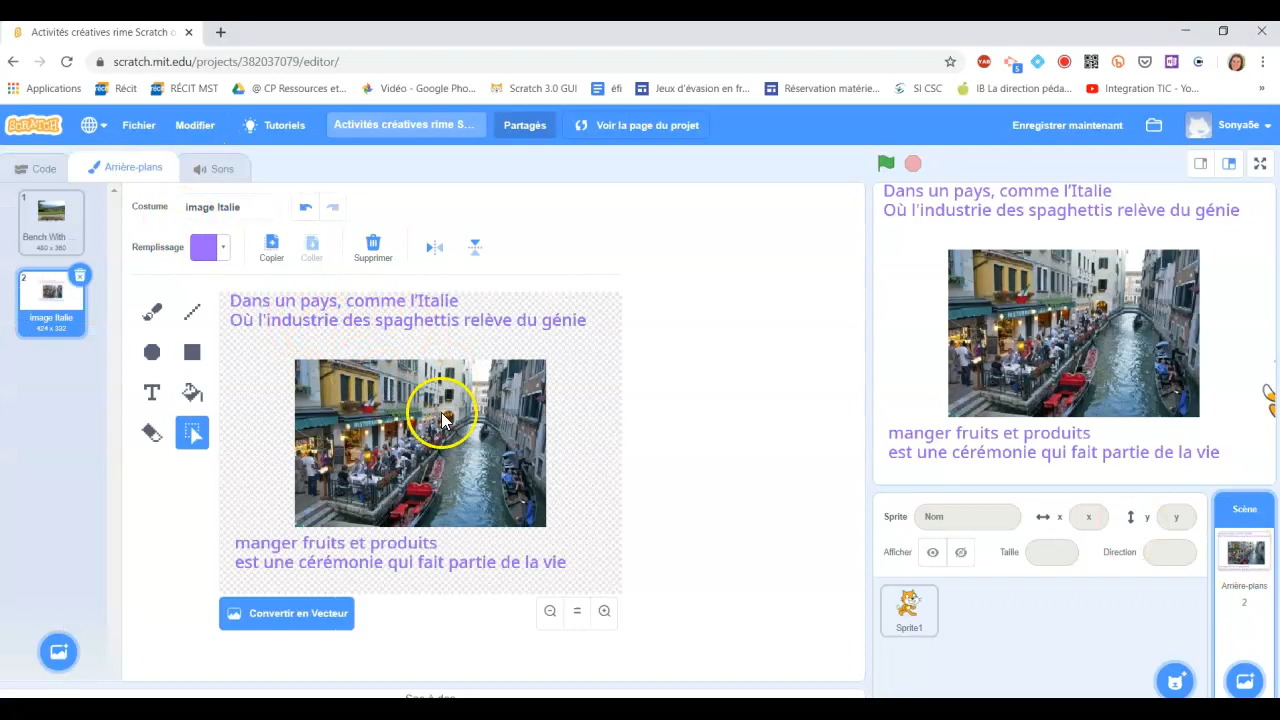 Activités créatives rime Scratch o
scratch.mit.edu/projects/382037079/editor/
Applications
Récit
RÉCIT MST
@ CP Ressources et...
Vidéo - Google Pho...
Scratch 3.0 GUI
éfi
Jeux d'évasion en fr...
Réservation matérie...
SI CSC
IB La direction péda...
Integration TIC - Yo...
»
SCRATCH
Fichier
Modifier
Tutoriels
Activités créatives rime S...
Partagés
Voir la page du projet
Enregistrer maintenant
Sonya5e
Code
Arrière-plans
Sons
1
Bench With ...
480 x 360
2
image Italie
424 x 332
Costume
image Italie
Remplissage
Copier
Coller
Supprimer
Dans un pays, comme l'Italie
Où l'industrie des spaghettis relève du génie
manger fruits et produits
est une cérémonie qui fait partie de la vie
Convertir en Vecteur
Dans un pays, comme l'Italie
Où l'industrie des spaghettis relève du génie
manger fruits et produits
est une cérémonie qui fait partie de la vie
Sprite
Nom
x
x
y
y
Afficher
Taille
Direction
Sprite1
Scène
Arrière-plans
2